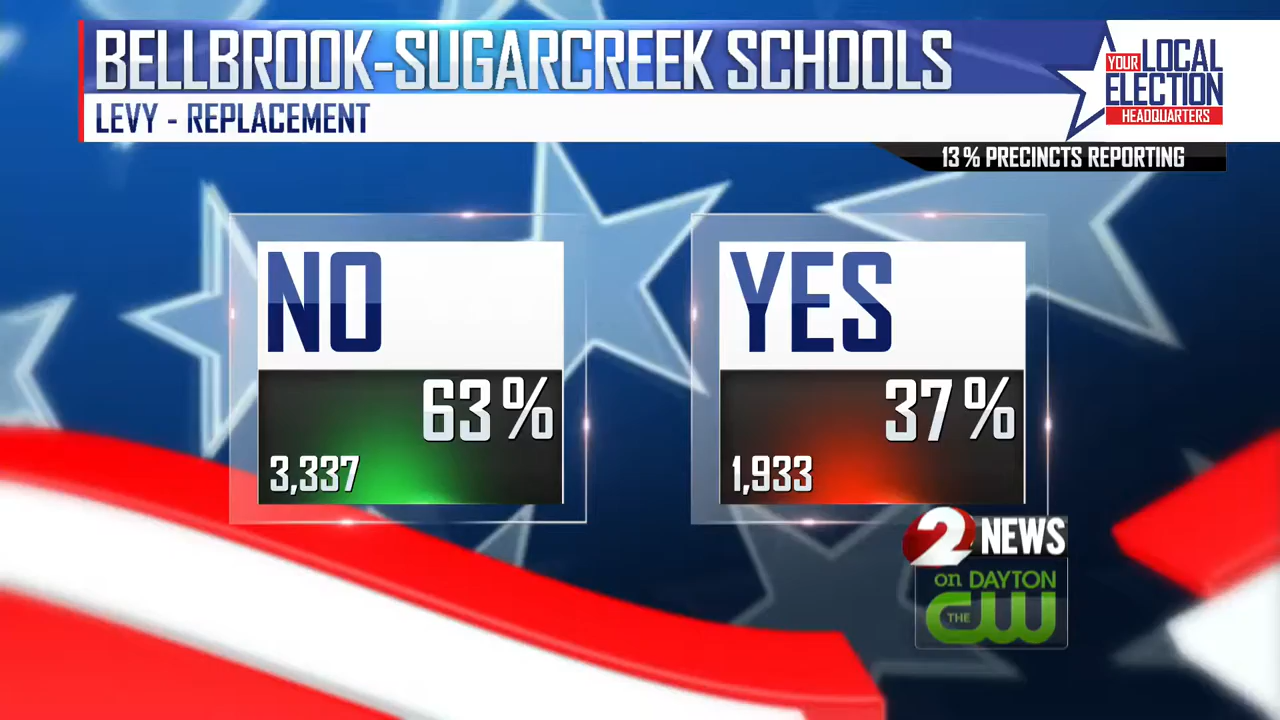 BELLBROOK-SUGARCREEK SCHOOLS
LEVY - REPLACEMENT
YOUR LOCAL
ELECTION
HEADQUARTERS
13% PRECINCTS REPORTING
NO
63%
3,337
YES
37%
1,933
2 NEWS
on DAYTON
THE CW